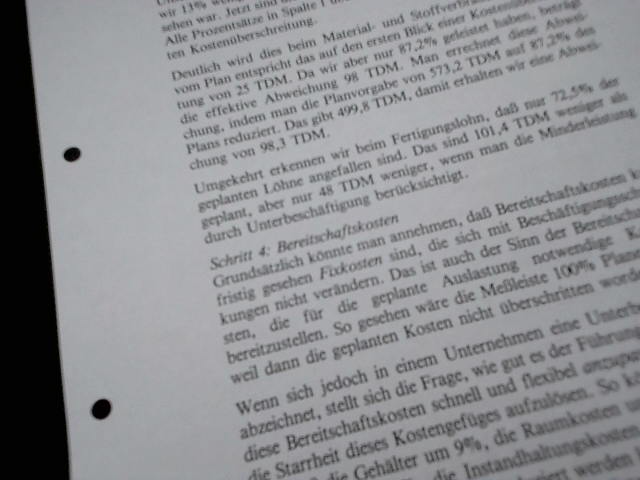 wir 13% wen
sehen war. Jetzt sind
Alle Prozentsätze in Spalte 1
ten Kostenüberschreitung.
Deutlich wird dies beim Material- und Stoffverbra
vom Plan entspricht das auf den ersten Blick einer Kostenü
tung von 25 TDM. Da wir aber nur 87,2% geleistet haben, beträgt
die effektive Abweichung 98 TDM. Man errechnet diese Abwei-
chung, indem man die Planvorgabe von 573,2 TDM auf 87,2% des
Plans reduziert. Das gibt 499,8 TDM, damit erhalten wir eine Abwei-
chung von 98,3 TDM.
Umgekehrt erkennen wir beim Fertigungslohn, daß nur 72,5% der
geplanten Löhne angefallen sind. Das sind 101,4 TDM weniger als
geplant, aber nur 48 TDM weniger, wenn man die Minderleistung
durch Unterbeschäftigung berücksichtigt.
Schritt 4: Bereitschaftskosten
Grundsätzlich könnte man annehmen, daß Bereitschaftskosten k
fristig gesehen Fixkosten sind, die sich mit Beschäftigungssch
kungen nicht verändern. Das ist auch der Sinn der Bereitsch
sten, die für die geplante Auslastung notwendige K
bereitzustellen. So gesehen wäre die Meßleiste 100% Plane
weil dann die geplanten Kosten nicht überschritten word
Wenn sich jedoch in einem Unternehmen eine Unterb
abzeichnet, stellt sich die Frage, wie gut es der Führung
diese Bereitschaftskosten schnell und flexibel anzupa
die Starrheit dieses Kostengefüges aufzulösen. So kö
die Gehälter um 9%, die Raumkosten
die Instandhaltungskosten
werden